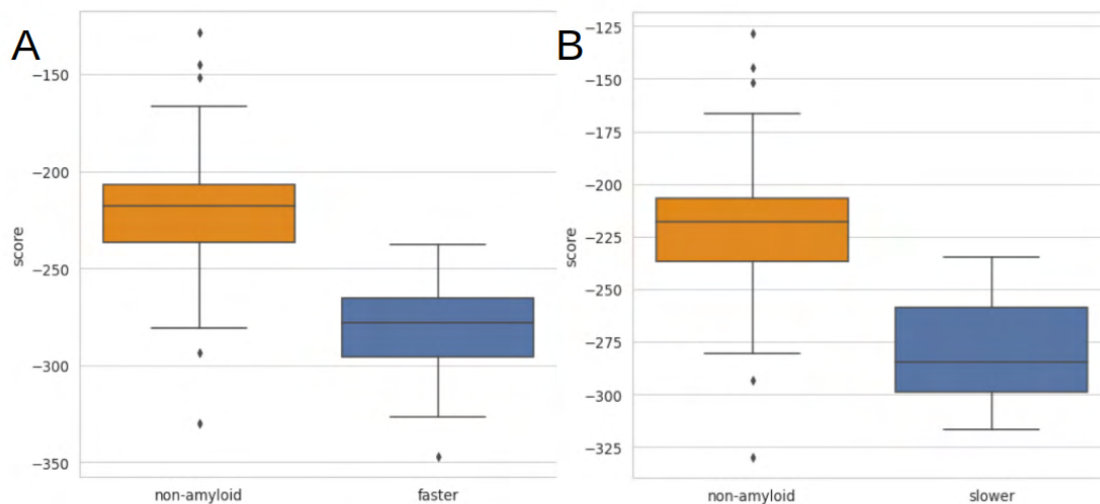 A
B
score
−150
−200
−250
−300
−350
non-amyloid
faster
score
−125
−150
−175
−200
−225
−250
−275
−300
−325
non-amyloid
slower